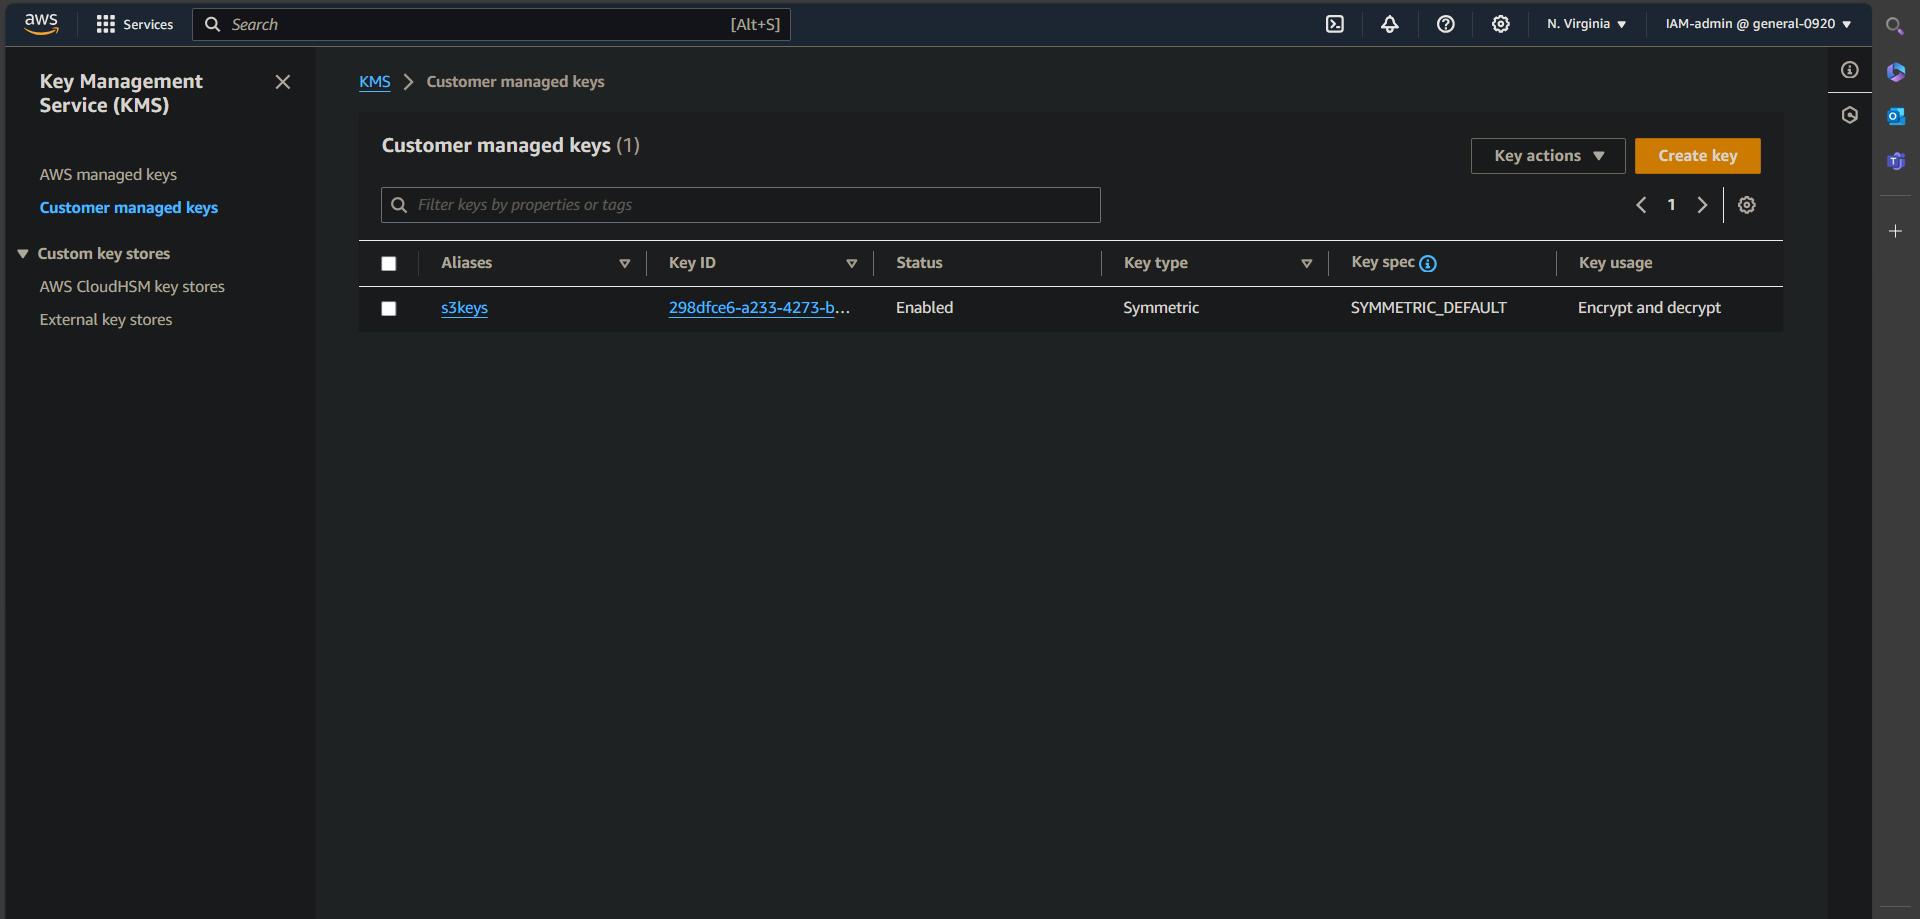 aws
Services
Search
[Alt+S]
N. Virginia
IAM-admin @ general-0920
Key Management
Service (KMS)
AWS managed keys
Customer managed keys
Custom key stores
AWS CloudHSM key stores
External key stores
KMS
Customer managed keys
Customer managed keys (1)
Key actions
Create key
Filter keys by properties or tags
1
Aliases
Key ID
Status
Key type
Key spec
Key usage
s3keys
298dfce6-a233-4273-b...
Enabled
Symmetric
SYMMETRIC_DEFAULT
Encrypt and decrypt